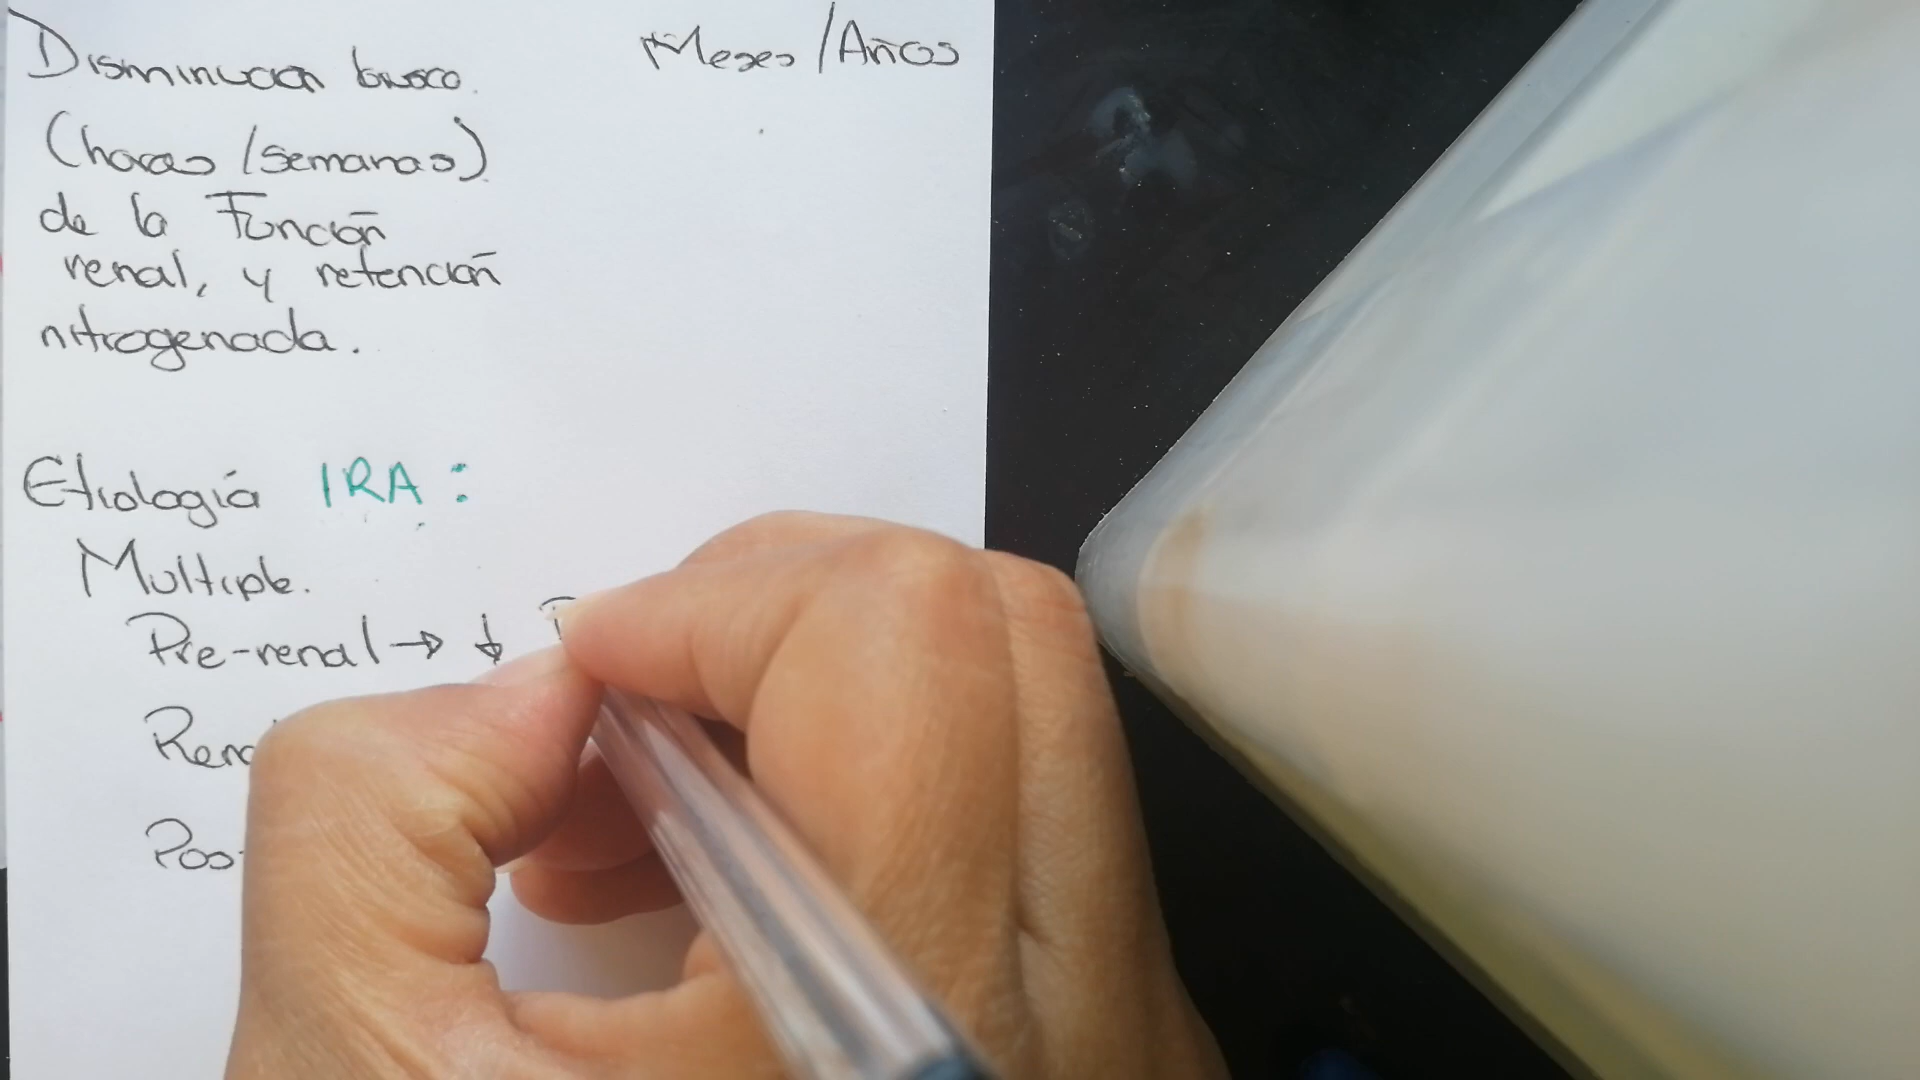 Disminución brusca.
Meses/Años
(horas/semanas)
de la Función
renal, y retención
nitrogenada.
Etiología IRA:
Multiple.
Pre-renal → ↓